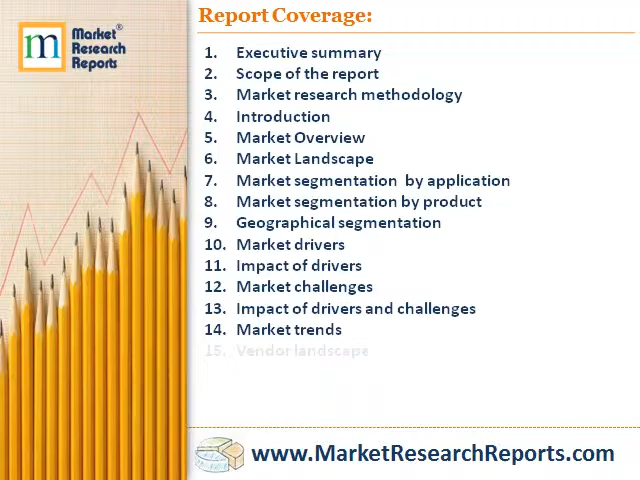 m
Market®
Research
Reports
Report Coverage:
1. Executive summary
2. Scope of the report
3. Market research methodology
4. Introduction
5. Market Overview
6. Market Landscape
7. Market segmentation  by application
8. Market segmentation by product
9. Geographical segmentation
10. Market drivers
11. Impact of drivers
12. Market challenges
13. Impact of drivers and challenges
14. Market trends
15. Vendor landscape
www.MarketResearchReports.com